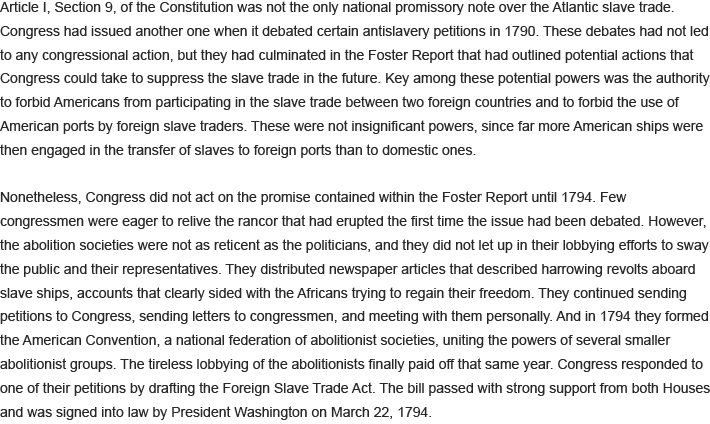 Article I, Section 9, of the Constitution was not the only national promissory note over the Atlantic slave trade.
Congress had issued another one when it debated certain antislavery petitions in 1790. These debates had not led
to any congressional action, but they had culminated in the Foster Report that had outlined potential actions that
Congress could take to suppress the slave trade in the future. Key among these potential powers was the authority
to forbid Americans from participating in the slave trade between two foreign countries and to forbid the use of
American ports by foreign slave traders. These were not insignificant powers, since far more American ships were
then engaged in the transfer of slaves to foreign ports than to domestic ones.

Nonetheless, Congress did not act on the promise contained within the Foster Report until 1794. Few
congressmen were eager to relive the rancor that had erupted the first time the issue had been debated. However,
the abolition societies were not as reticent as the politicians, and they did not let up in their lobbying efforts to sway
the public and their representatives. They distributed newspaper articles that described harrowing revolts aboard
slave ships, accounts that clearly sided with the Africans trying to regain their freedom. They continued sending
petitions to Congress, sending letters to congressmen, and meeting with them personally. And in 1794 they formed
the American Convention, a national federation of abolitionist societies, uniting the powers of several smaller
abolitionist groups. The tireless lobbying of the abolitionists finally paid off that same year. Congress responded to
one of their petitions by drafting the Foreign Slave Trade Act. The bill passed with strong support from both Houses
and was signed into law by President Washington on March 22, 1794.